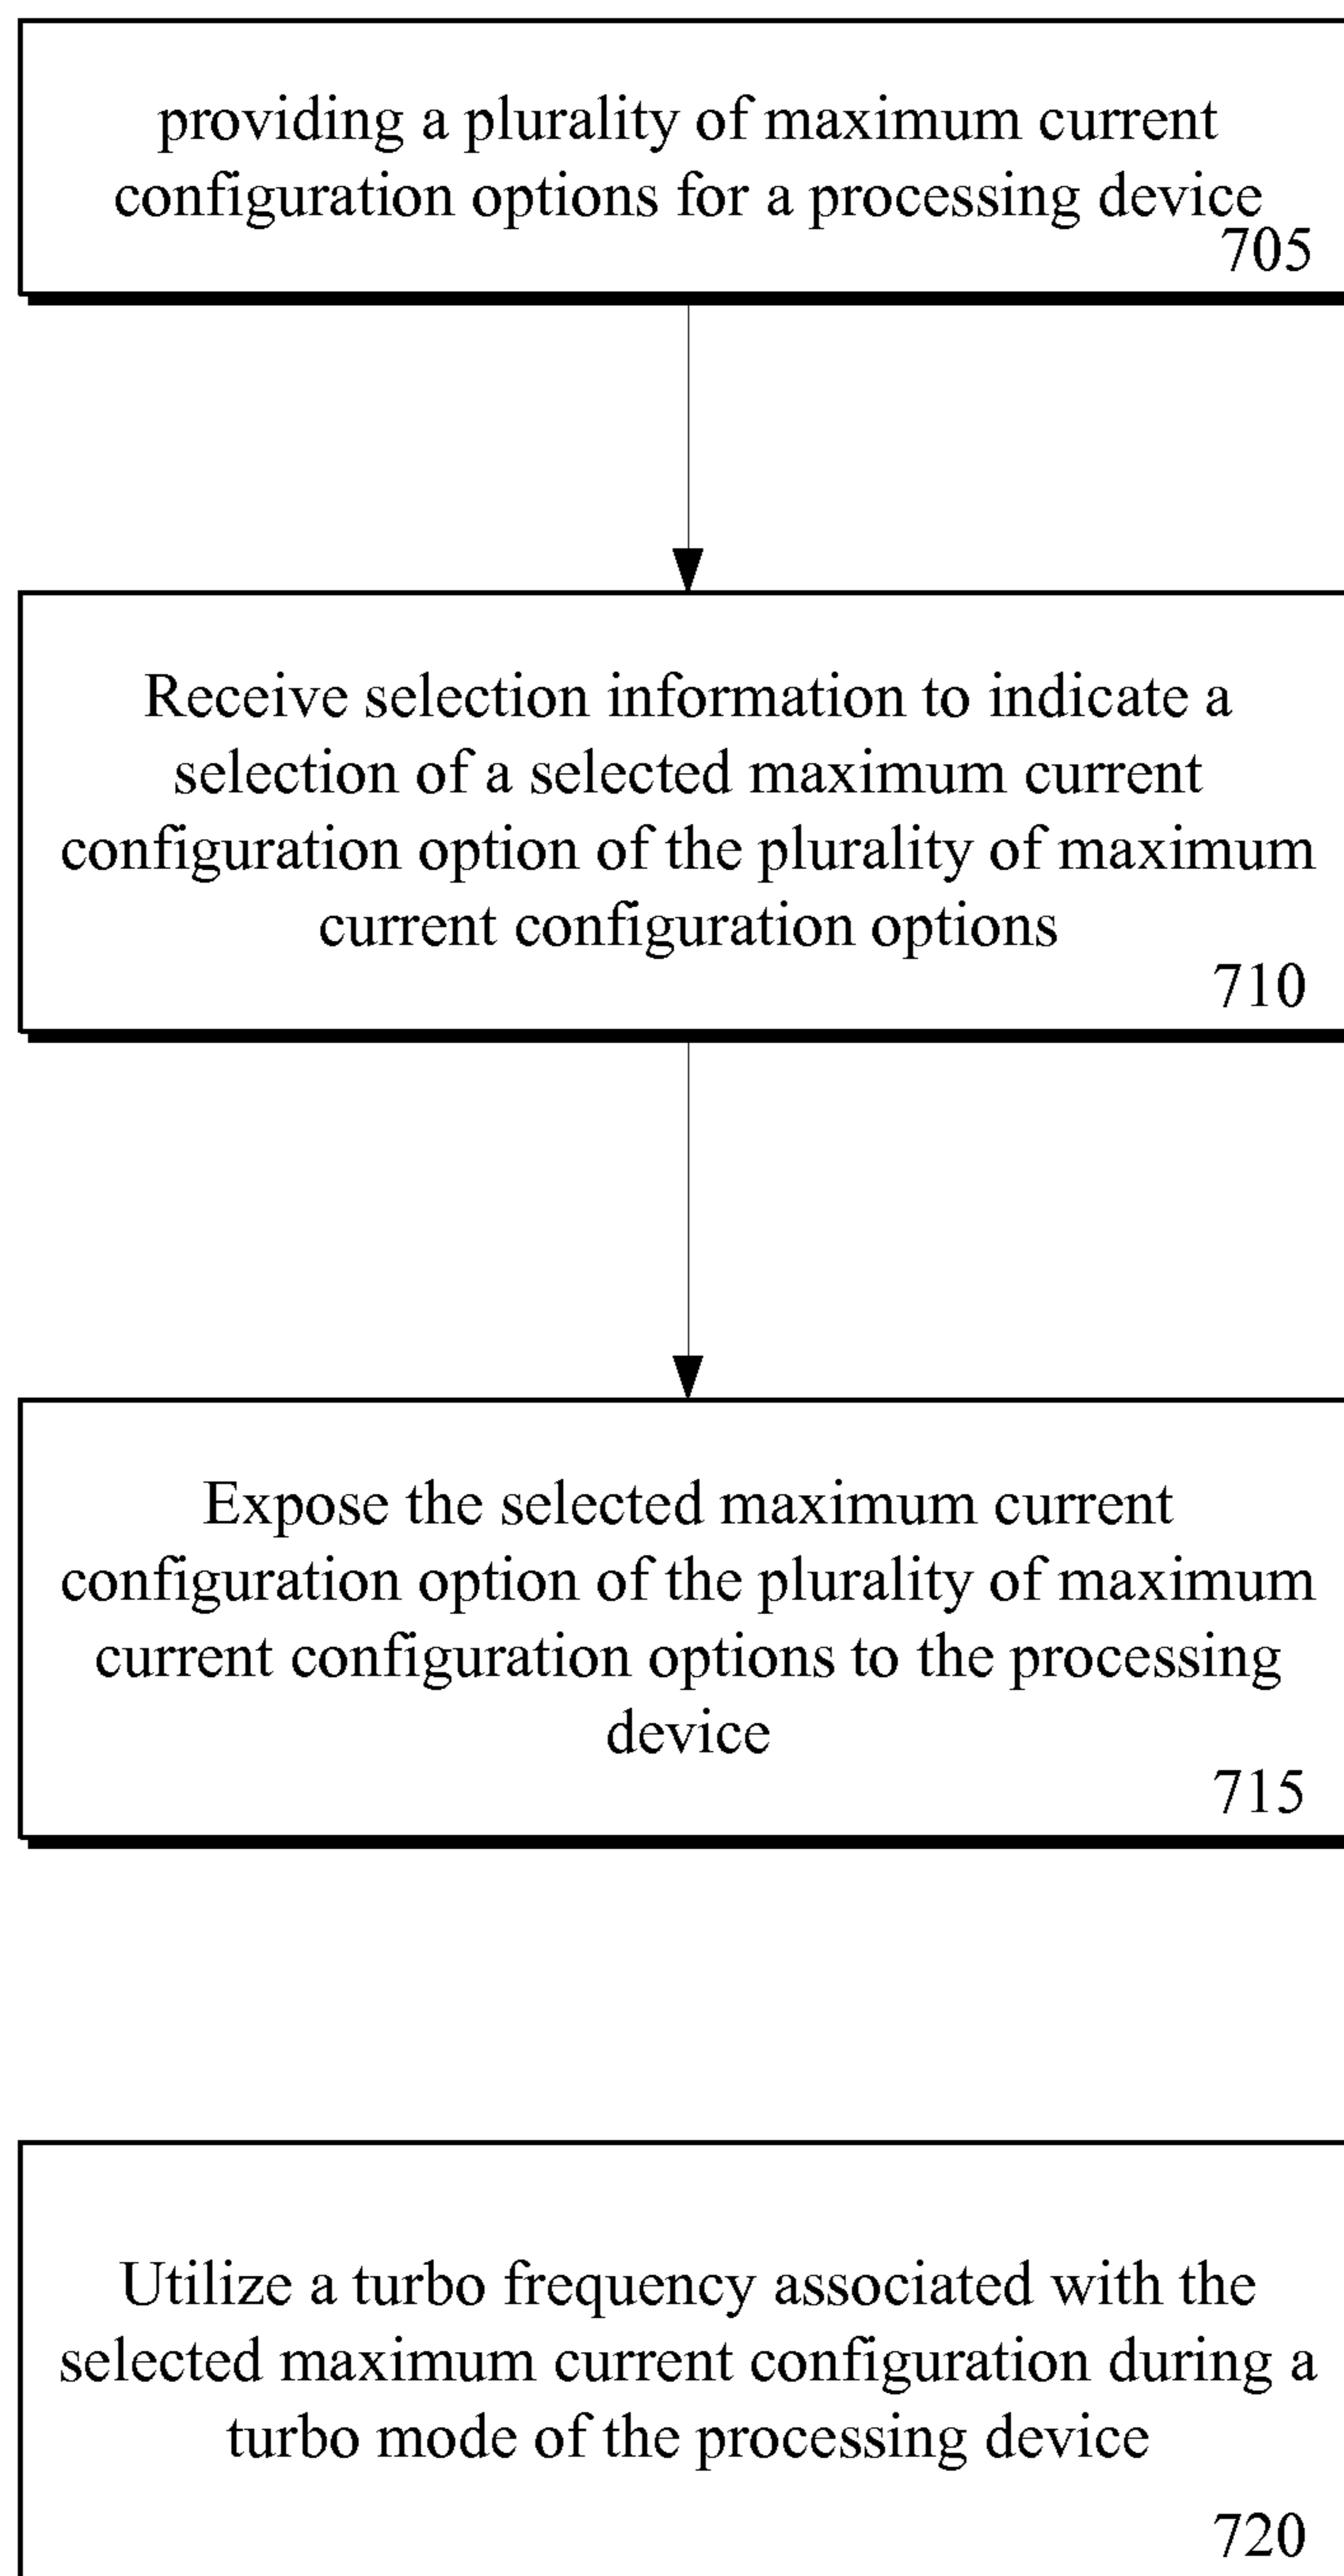 providing a plurality of maximum current
configuration options for a processing device
705
Receive selection information to indicate a
selection of a selected maximum current
configuration option of the plurality of maximum
current configuration options
710
Expose the selected maximum current
configuration option of the plurality of maximum
current configuration options to the processing
device
715
Utilize a turbo frequency associated with the
selected maximum current configuration during a
turbo mode of the processing device
720